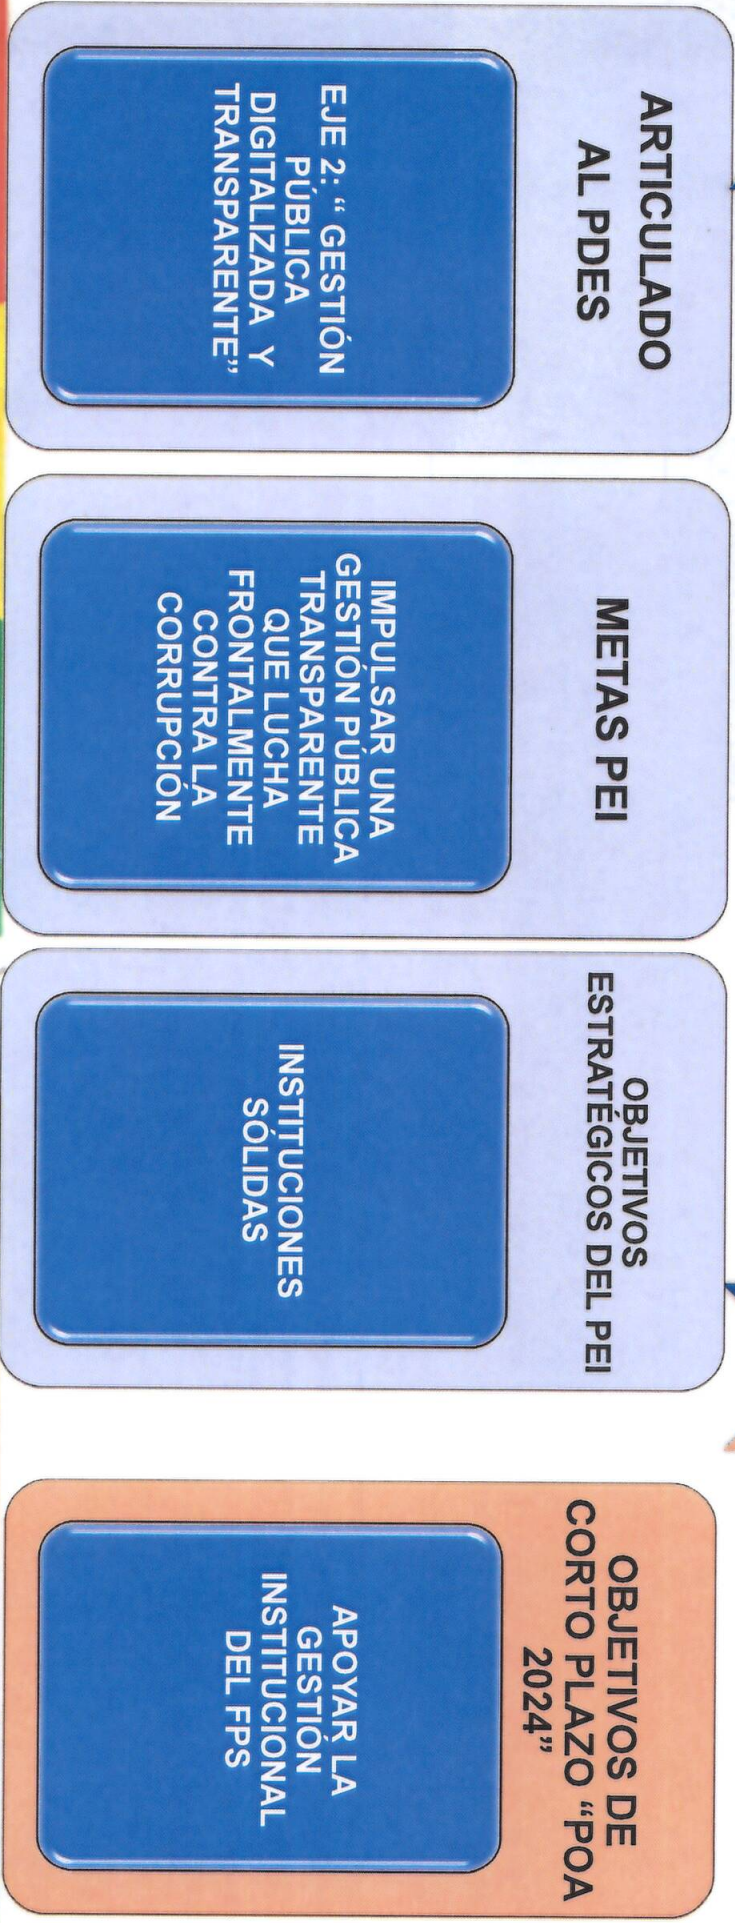 ARTICULADO
AL PDES
EJE 2: “ GESTIÓN
PÚBLICA
DIGITALIZADA Y
TRANSPARENTE”
METAS PEI
IMPULSAR UNA
GESTIÓN PÚBLICA
TRANSPARENTE
QUE LUCHA
FRONTALMENTE
CONTRA LA
CORRUPCIÓN
OBJETIVOS
ESTRATÉGICOS DEL PEI
INSTITUCIONES
SÓLIDAS
OBJETIVOS DE
CORTO PLAZO “POA
2024”
APOYAR LA
GESTIÓN
INSTITUCIONAL
DEL FPS